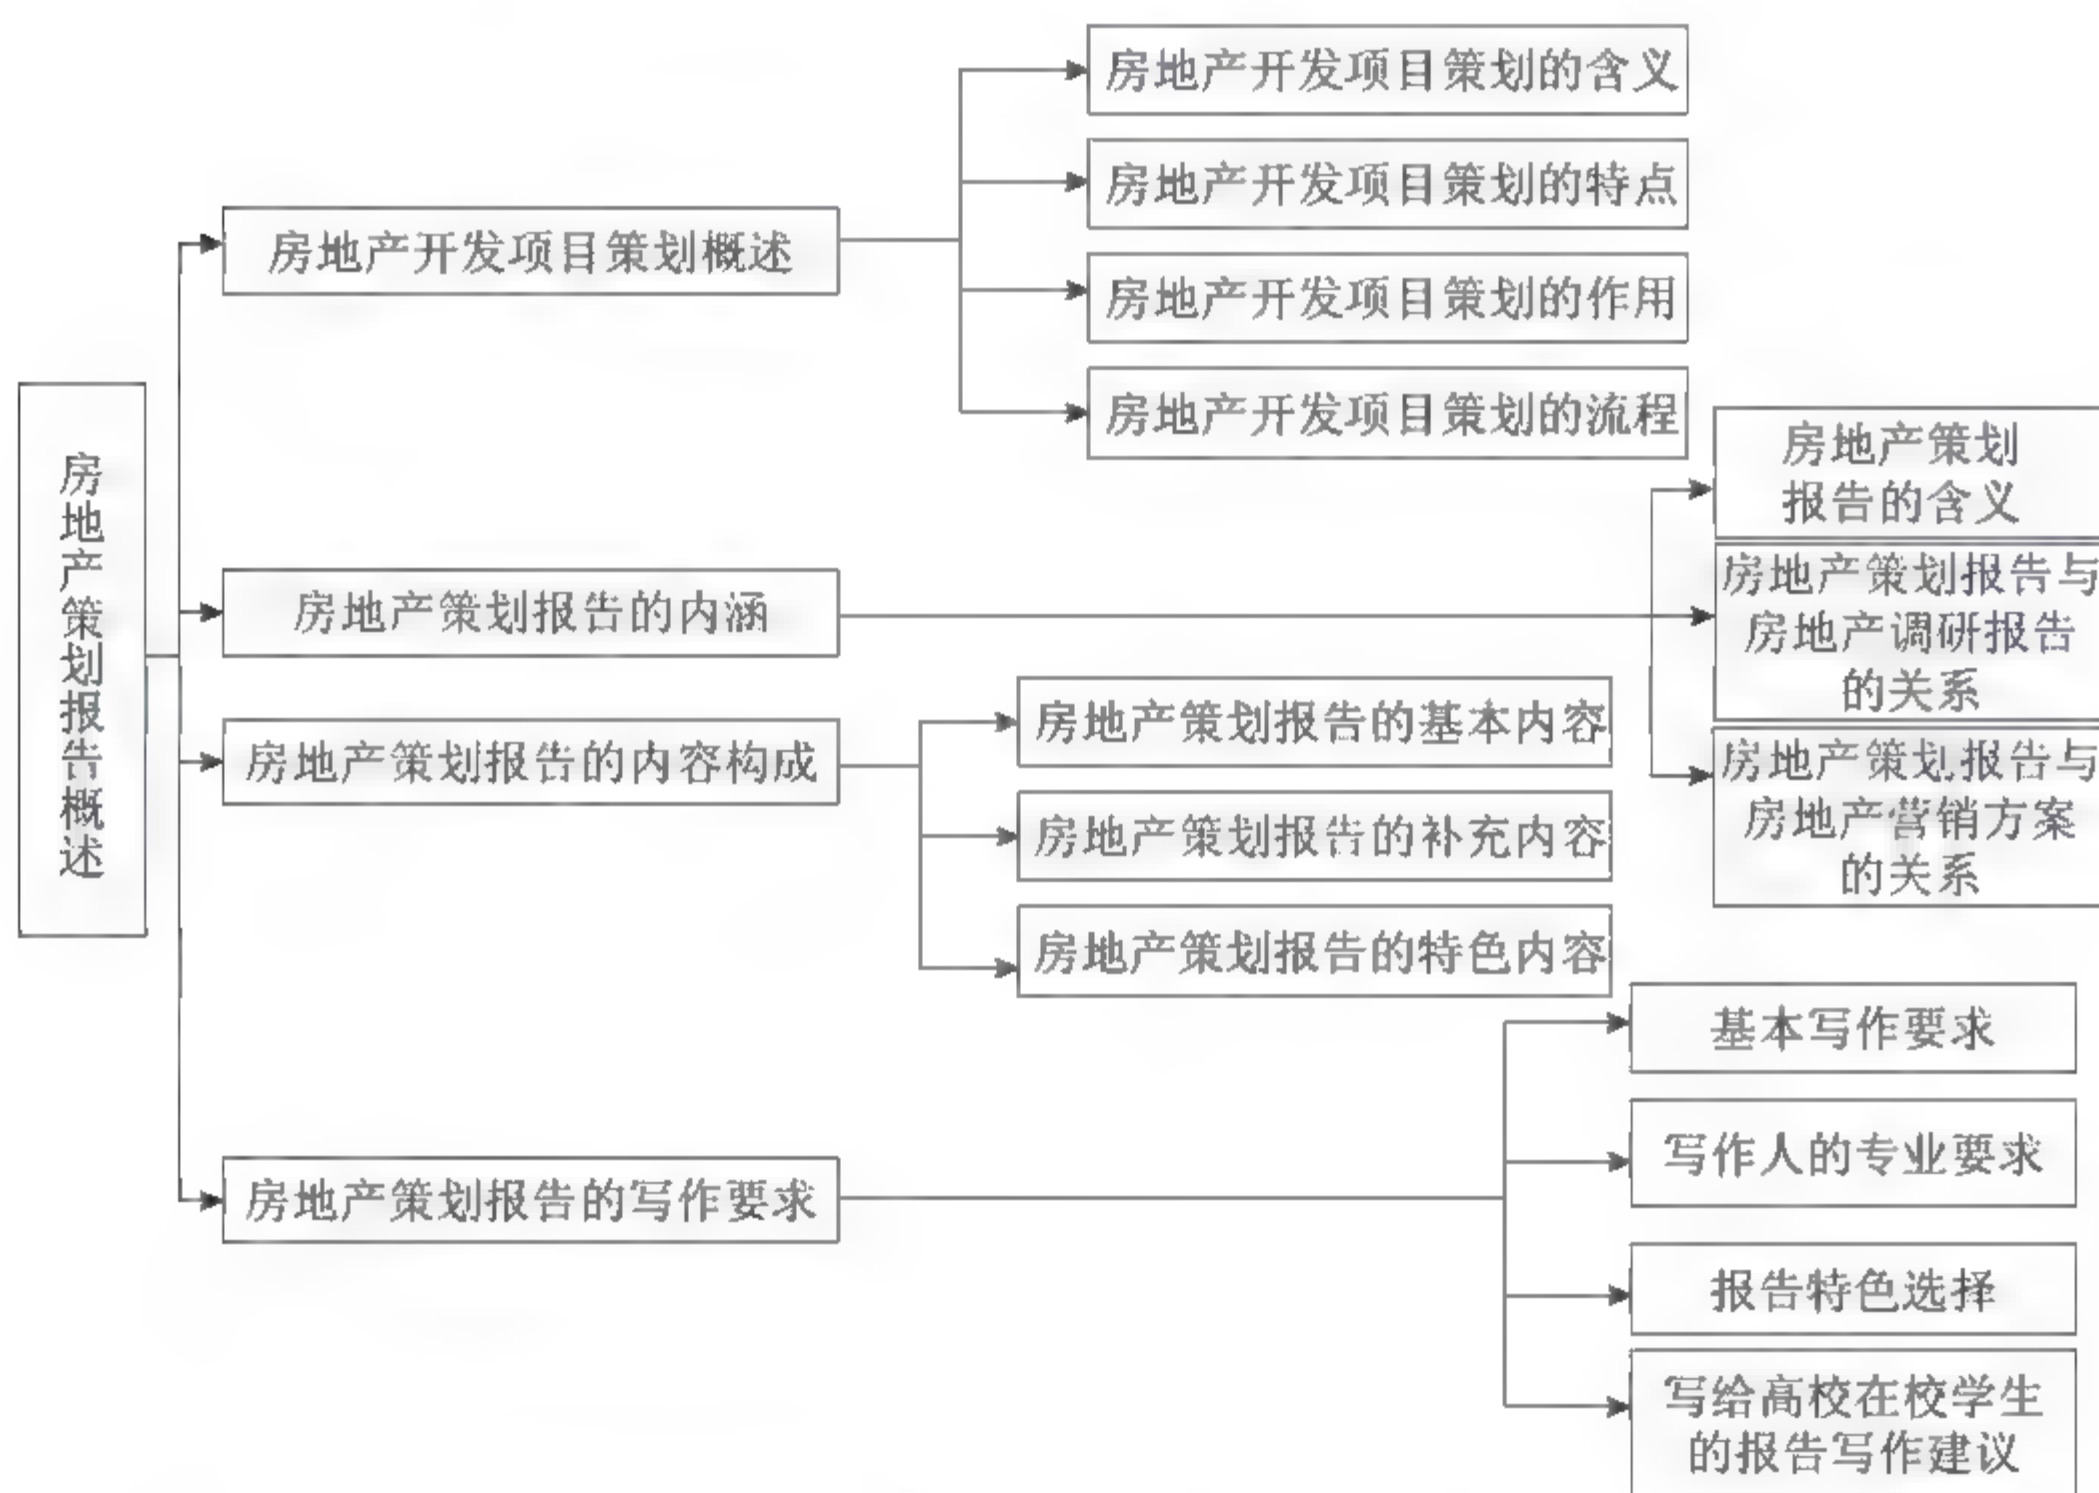 房地产策划报告概述
房地产开发项目策划概述
房地产开发项目策划的含义
房地产开发项目策划的特点
房地产开发项目策划的作用
房地产开发项目策划的流程
房地产策划报告的内涵
房地产策划
报告的含义
房地产策划报告与
房地产调研报告
的关系
房地产策划报告与
房地产营销方案
的关系
房地产策划报告的内容构成
房地产策划报告的基本内容
房地产策划报告的补充内容
房地产策划报告的特色内容
房地产策划报告的写作要求
基本写作要求
写作人的专业要求
报告特色选择
写给高校在校学生
的报告写作建议